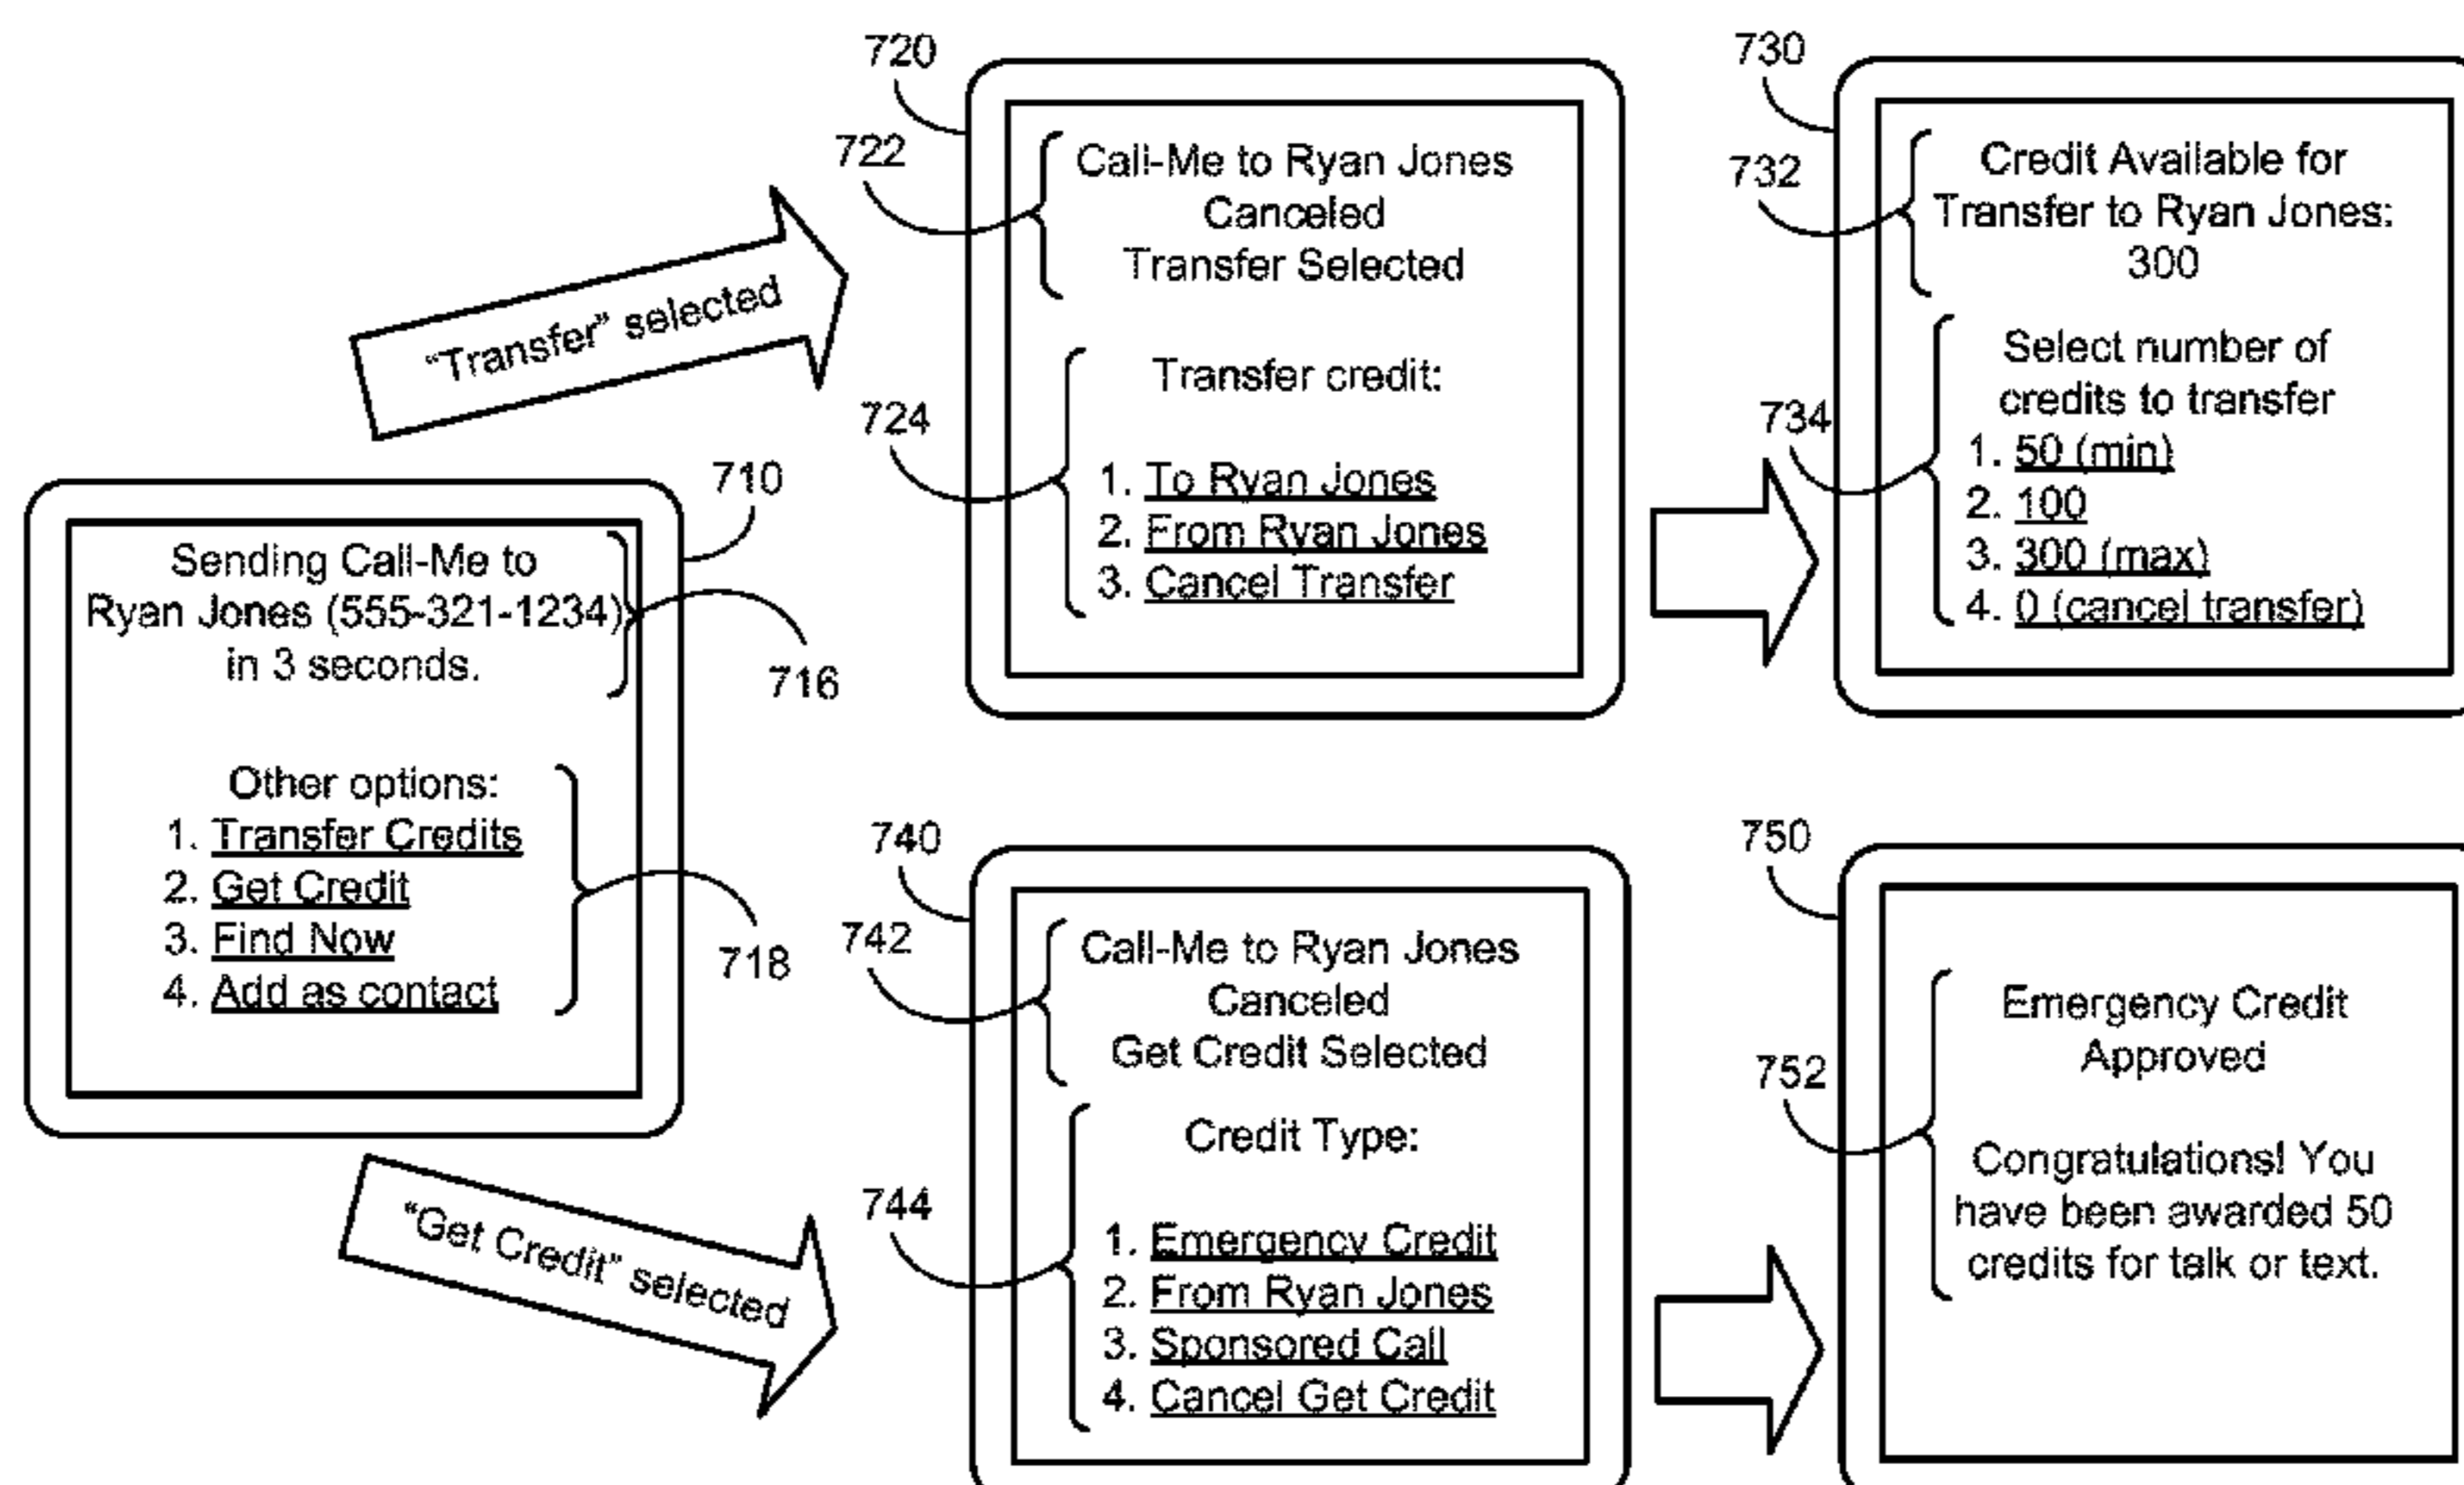 710
Sending Call-Me to
Ryan Jones (555-321-1234)
in 3 seconds.
716
Other options:
1. Transfer Credits
2. Get Credit
3. Find Now
4. Add as contact
718
"Transfer" selected
720
722
Call-Me to Ryan Jones
Canceled
Transfer Selected
724
Transfer credit:
1. To Ryan Jones
2. From Ryan Jones
3. Cancel Transfer
730
732
Credit Available for
Transfer to Ryan Jones:
300
734
Select number of
credits to transfer
1. 50 (min)
2. 100
3. 300 (max)
4. 0 (cancel transfer)
"Get Credit" selected
740
742
Call-Me to Ryan Jones
Canceled
Get Credit Selected
744
Credit Type:
1. Emergency Credit
2. From Ryan Jones
3. Sponsored Call
4. Cancel Get Credit
750
752
Emergency Credit
Approved
Congratulations! You
have been awarded 50
credits for talk or text.